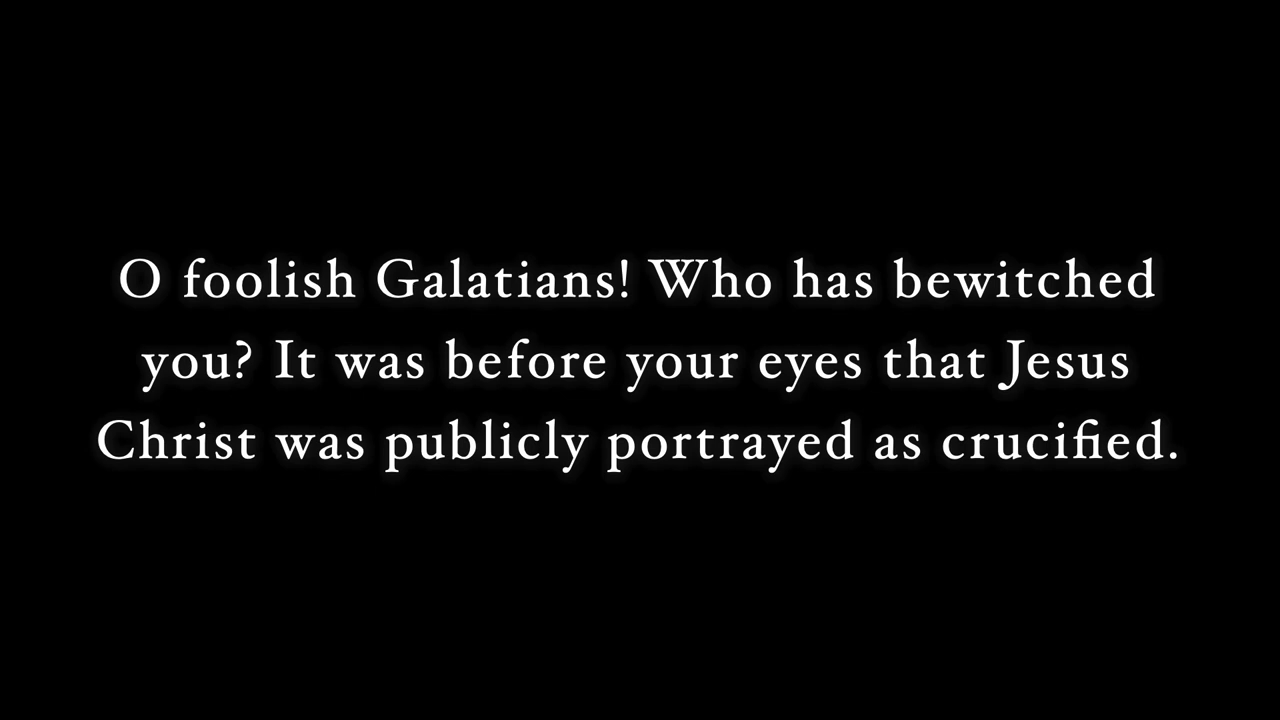 O foolish Galatians! Who has bewitched
you? It was before your eyes that Jesus
Christ was publicly portrayed as crucified.